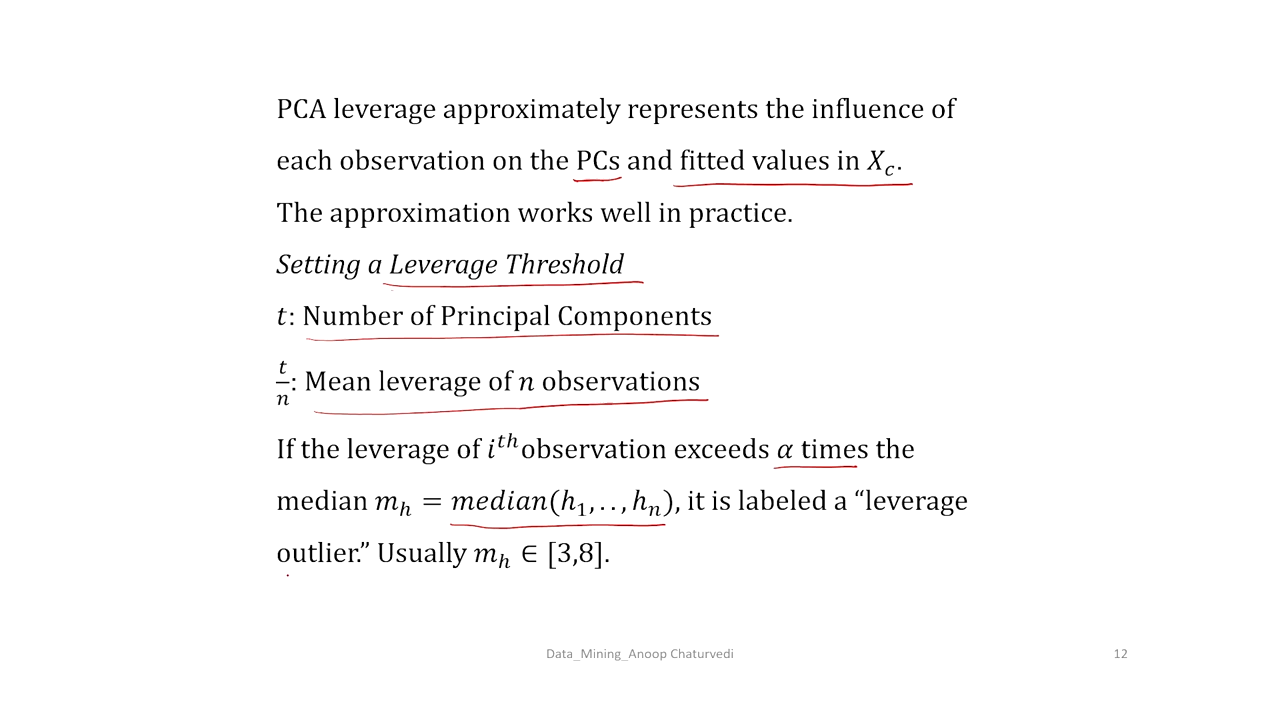 PCA leverage approximately represents the influence of
each observation on the PCs and fitted values in X_c.
The approximation works well in practice.
Setting a Leverage Threshold
t: Number of Principal Components
t/n: Mean leverage of n observations
If the leverage of i^th observation exceeds α times the
median m_h = median(h_1,..,h_n), it is labeled a “leverage
outlier.” Usually m_h ∈ [3,8].
Data_Mining_Anoop Chaturvedi 12